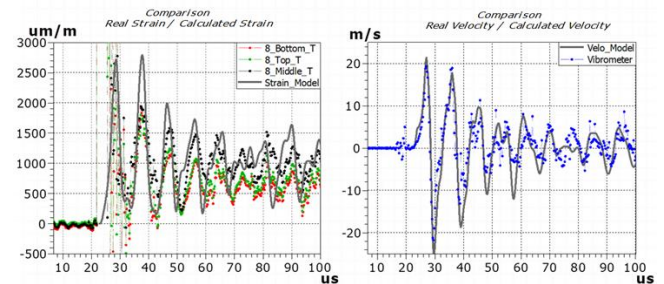 Comparison
Real Strain / Calculated Strain
um/m
3000
2500
2000
1500
1000
500
0
-500
10 20 30 40 50 60 70 80 90 100
us
8_Bottom_T
8_Top_T
8_Middle_T
Strain_Model
Comparison
Real Velocity / Calculated Velocity
m/s
20
10
0
-10
-20
10 20 30 40 50 60 70 80 90 100
us
Velo_Model
Vibrometer